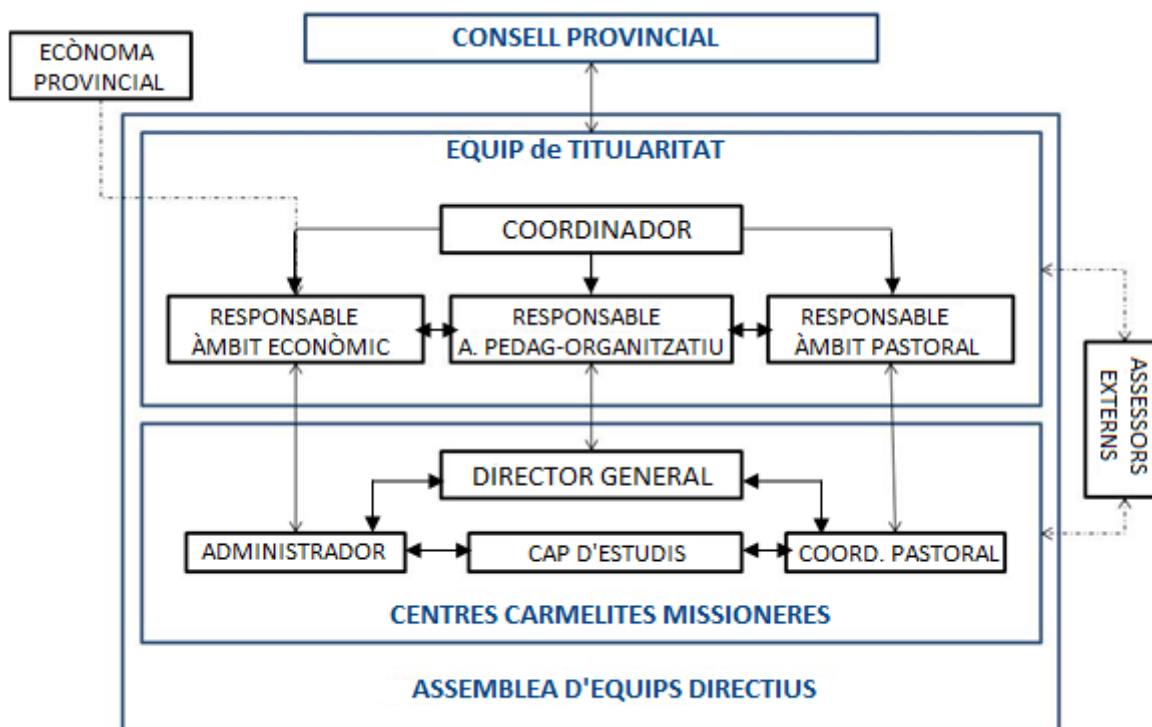 CONSELL PROVINCIAL
ECÒNOMA
PROVINCIAL
EQUIP de TITULARITAT
COORDINADOR
RESPONSABLE
ÀMBIT ECONÒMIC
RESPONSABLE
A. PEDAG-ORGANITZATIU
RESPONSABLE
ÀMBIT PASTORAL
ASSESSORS
EXTERNS
DIRECTOR GENERAL
ADMINISTRADOR
CAP D'ESTUDIS
COORD. PASTORAL
CENTRES CARMELITES MISSIONERES
ASSEMBLEA D'EQUIPS DIRECTIUS